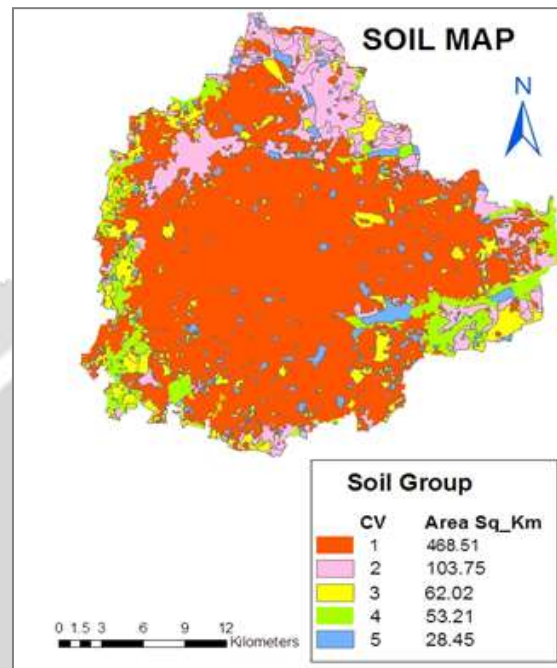 SOIL MAP
N
Soil Group
CV Area Sq_Km
1 468.51
2 103.75
3 62.02
4 53.21
5 28.45
0 1.5 3 6 9 12
Kilometers